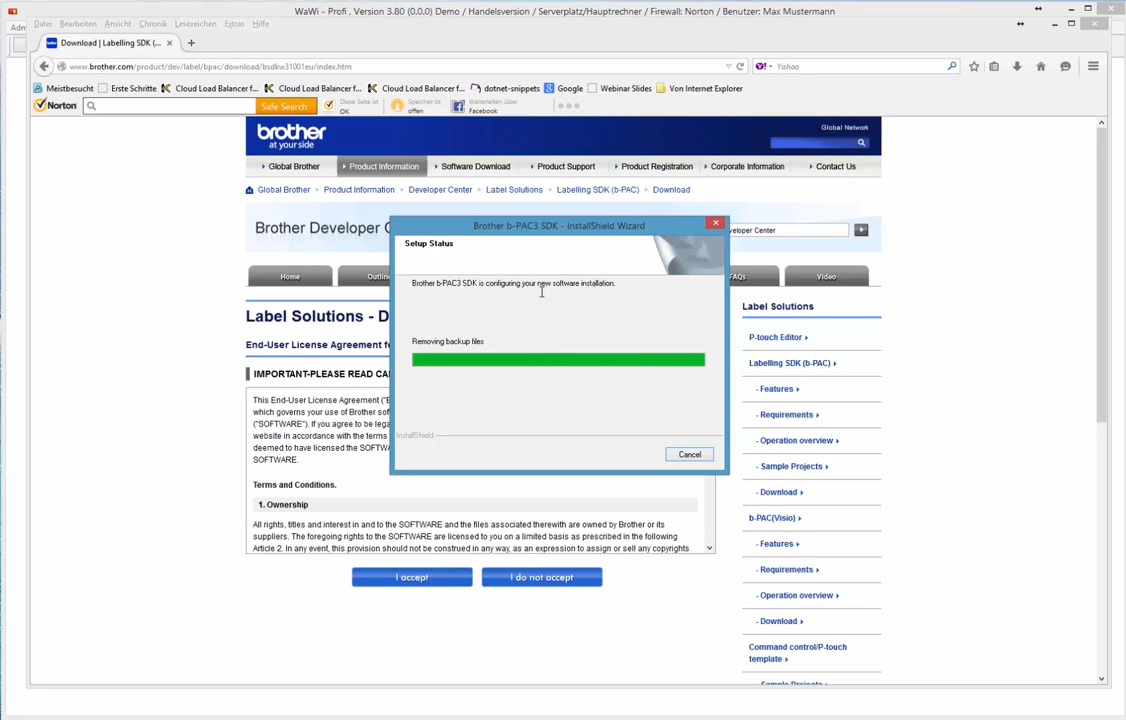 WaWi - Profi , Version 3.80 (0.0.0) Demo / Handelsversion / Serverplatz/Hauptrechner / Firewall: Norton / Benutzer: Max Mustermann
Datei Bearbeiten Ansicht Chronik Lesezeichen Extras Hilfe
Adm
Download | Labelling SDK (...
www.brother.com/product/dev/label/bpac/download/bsdkw31001eu/index.htm
Yahoo
Meistbesucht Erste Schritte Cloud Load Balancer f... Cloud Load Balancer f... Cloud Load Balancer f... dotnet-snippets Google Webinar Slides Von Internet Explorer
Norton Safe Search Diese Seite ist OK Speicher ist offen Weiterleiten über Facebook
brother
at your side
Global Network
Global Brother Product Information Software Download Product Support Product Registration Corporate Information Contact Us
Global Brother > Product Information > Developer Center > Label Solutions > Labelling SDK (b-PAC) > Download
Brother Developer C
veloper Center
Home Outlin FAQs Video
Brother b-PAC3 SDK - InstallShield Wizard
Setup Status
Brother b-PAC3 SDK is configuring your new software installation.
Removing backup files
InstallShield
Cancel
Label Solutions - D
End-User License Agreement fo
IMPORTANT-PLEASE READ CA
This End-User License Agreement ("E
which governs your use of Brother sof
("SOFTWARE"). If you agree to be lega
website in accordance with the terms
deemed to have licensed the SOFTWA
SOFTWARE.
Terms and Conditions.
1. Ownership
All rights, titles and interest in and to the SOFTWARE and the files associated therewith are owned by Brother or its
suppliers. The foregoing rights to the SOFTWARE are licensed to you on a limited basis as prescribed in the following
Article 2. In any event, this provision should not be construed in any way, as an expression to assign or sell any copyrights
I accept I do not accept
Label Solutions
P-touch Editor
Labelling SDK (b-PAC)
- Features
- Requirements
- Operation overview
- Sample Projects
- Download
b-PAC(Visio)
- Features
- Requirements
- Operation overview
- Download
Command control/P-touch
template
- Sample Projects